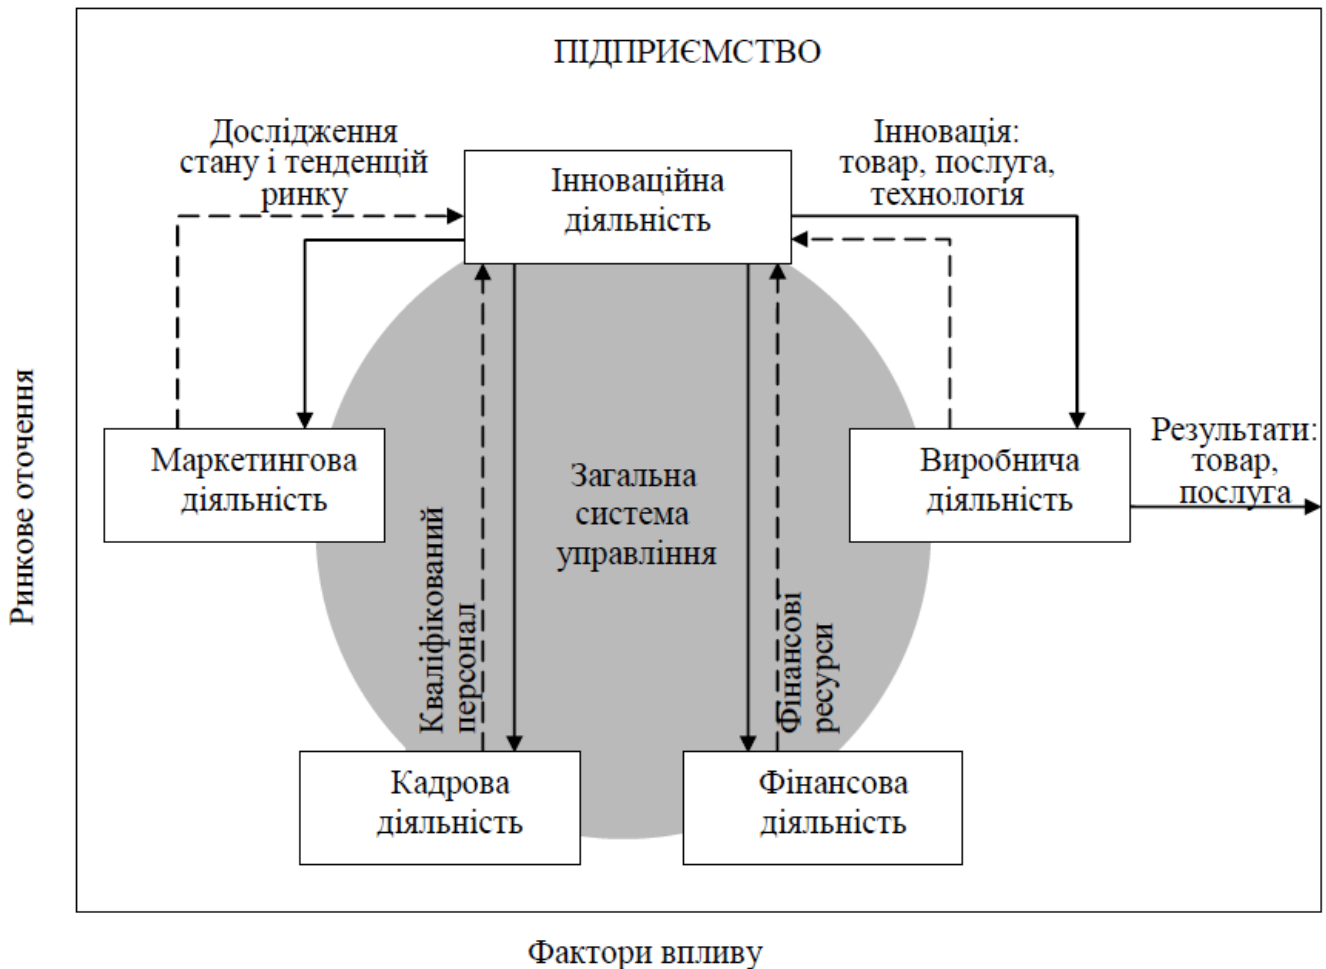 ПІДПРИЄМСТВО
Дослідження
стану і тенденцій
ринку
Інноваційна
діяльність
Інновація:
товар, послуга,
технологія
Ринкове оточення
Маркетингова
діяльність
Загальна
система
управління
Виробнича
діяльність
Результати:
товар,
послуга
Кваліфікований
персонал
Фінансові
ресурси
Кадрова
діяльність
Фінансова
діяльність
Фактори впливу